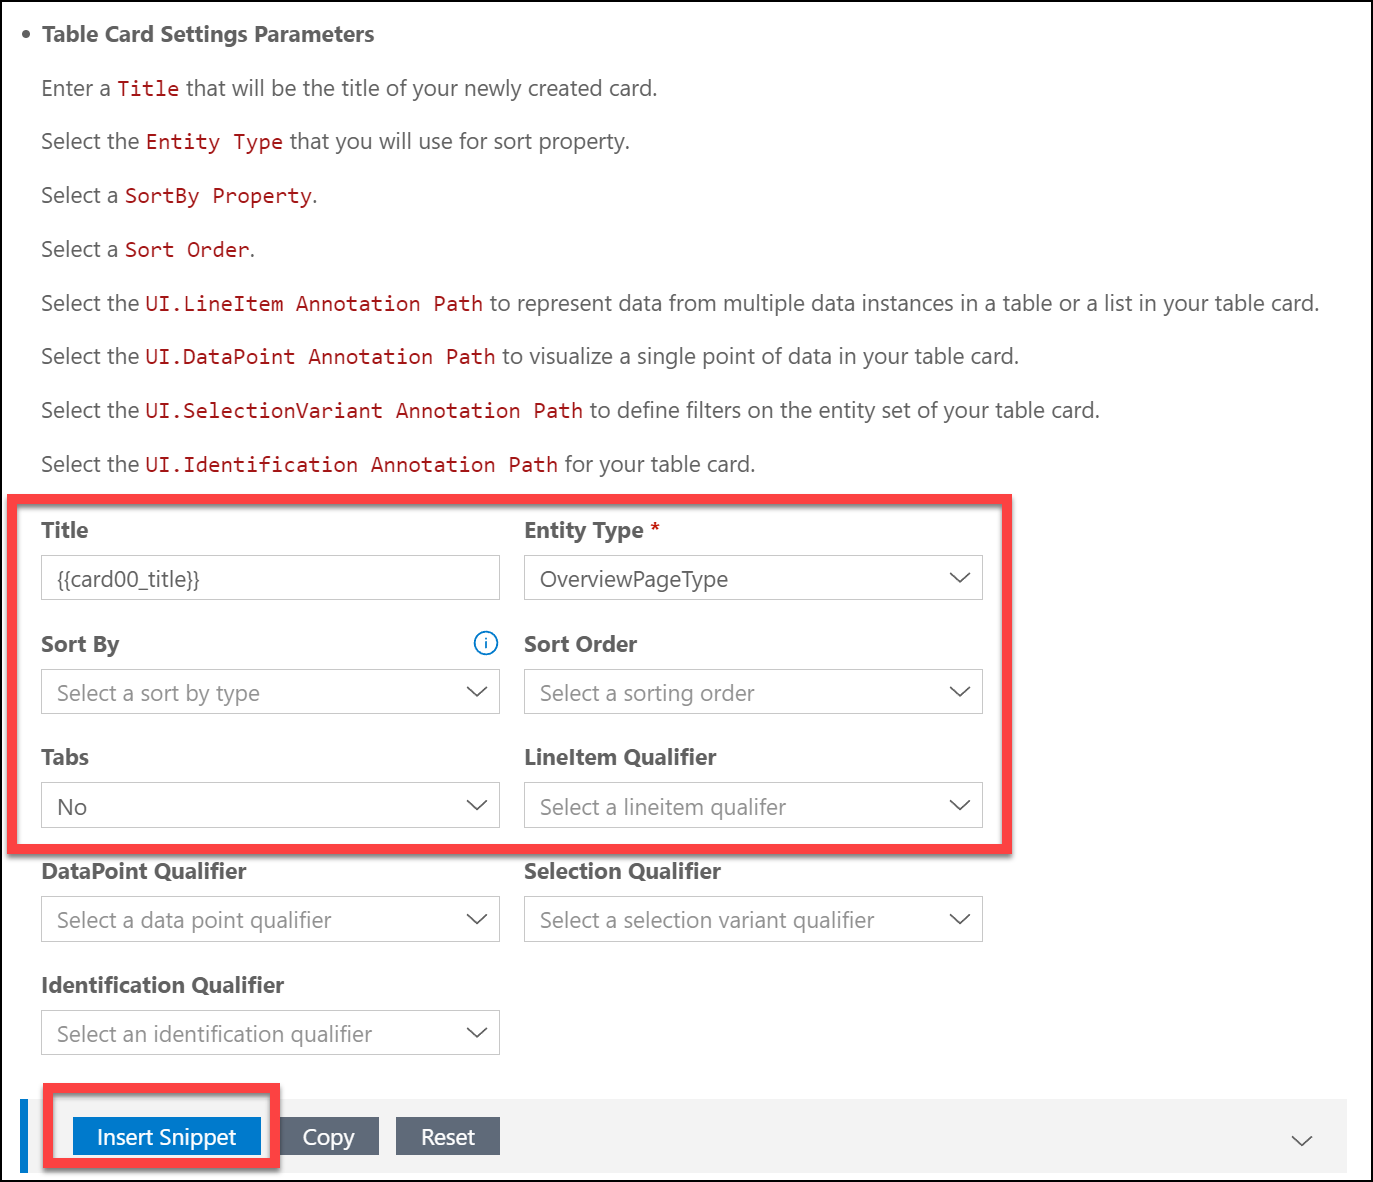 • Table Card Settings Parameters
Enter a Title that will be the title of your newly created card.
Select the Entity Type that you will use for sort property.
Select a SortBy Property.
Select a Sort Order.
Select the UI.LineItem Annotation Path to represent data from multiple data instances in a table or a list in your table card.
Select the UI.DataPoint Annotation Path to visualize a single point of data in your table card.
Select the UI.SelectionVariant Annotation Path to define filters on the entity set of your table card.
Select the UI.Identification Annotation Path for your table card.
Title
Entity Type *
{{card00_title}}
OverviewPageType
Sort By
Sort Order
Select a sort by type
Select a sorting order
Tabs
LineItem Qualifier
No
Select a lineitem qualifer
DataPoint Qualifier
Selection Qualifier
Select a data point qualifier
Select a selection variant qualifier
Identification Qualifier
Select an identification qualifier
Insert Snippet
Copy
Reset